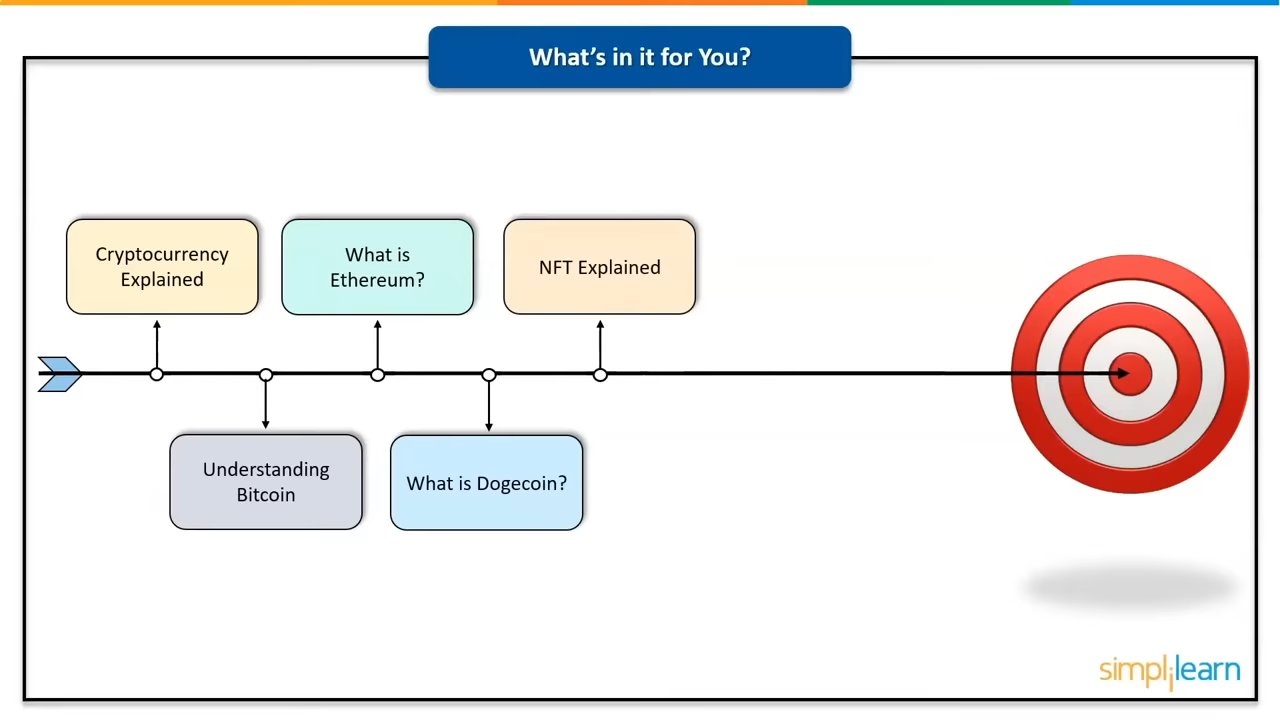 What's in it for You?
Cryptocurrency
Explained
What is
Ethereum?
NFT Explained
Understanding
Bitcoin
What is Dogecoin?
simplilearn